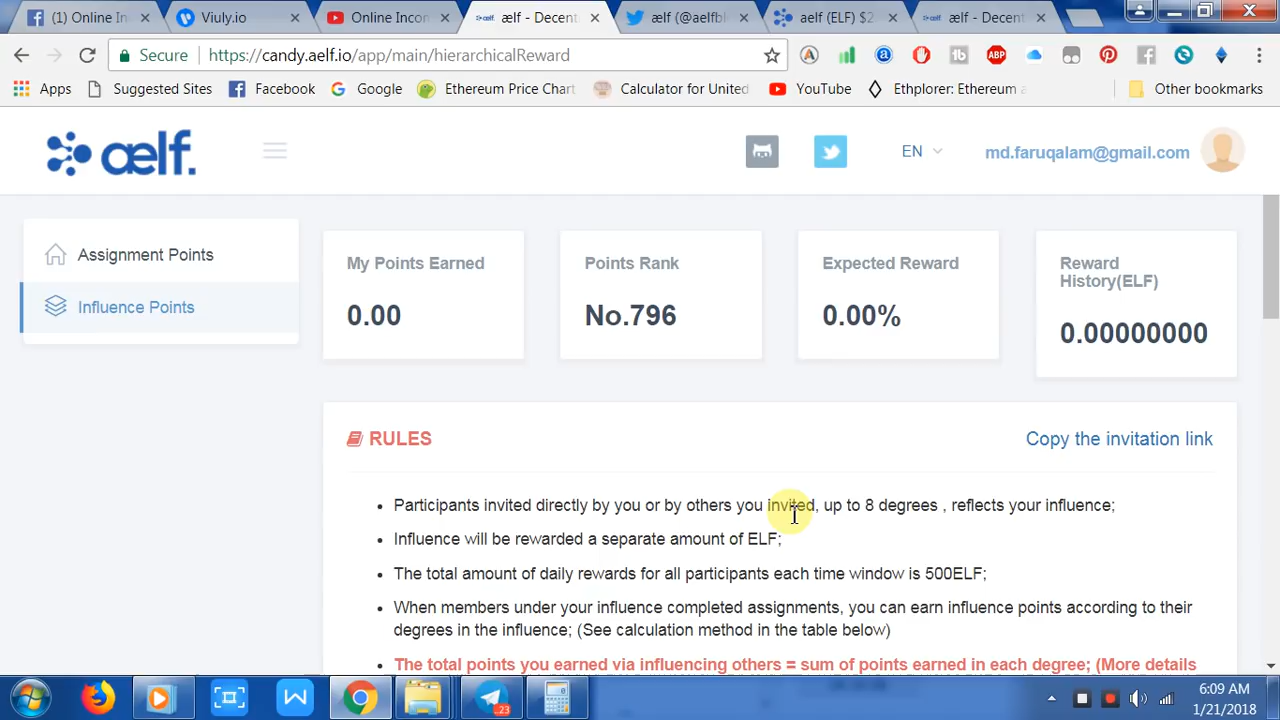 (1) Online In
Viuly.io
Online Incor
ælf - Decent
ælf (@aelfbl
aelf (ELF) $2
ælf - Decent
Secure
https://candy.aelf.io/app/main/hierarchicalReward
Apps
Suggested Sites
Facebook
Google
Ethereum Price Chart
Calculator for United
YouTube
Ethplorer: Ethereum a
Other bookmarks
ælf.
EN
md.faruqalam@gmail.com
Assignment Points
Influence Points
My Points Earned
0.00
Points Rank
No.796
Expected Reward
0.00%
Reward
History(ELF)
0.00000000
RULES
Copy the invitation link
Participants invited directly by you or by others you invited, up to 8 degrees , reflects your influence;
Influence will be rewarded a separate amount of ELF;
The total amount of daily rewards for all participants each time window is 500ELF;
When members under your influence completed assignments, you can earn influence points according to their
degrees in the influence; (See calculation method in the table below)
The total points you earned via influencing others = sum of points earned in each degree; (More details
23
6:09 AM
1/21/2018